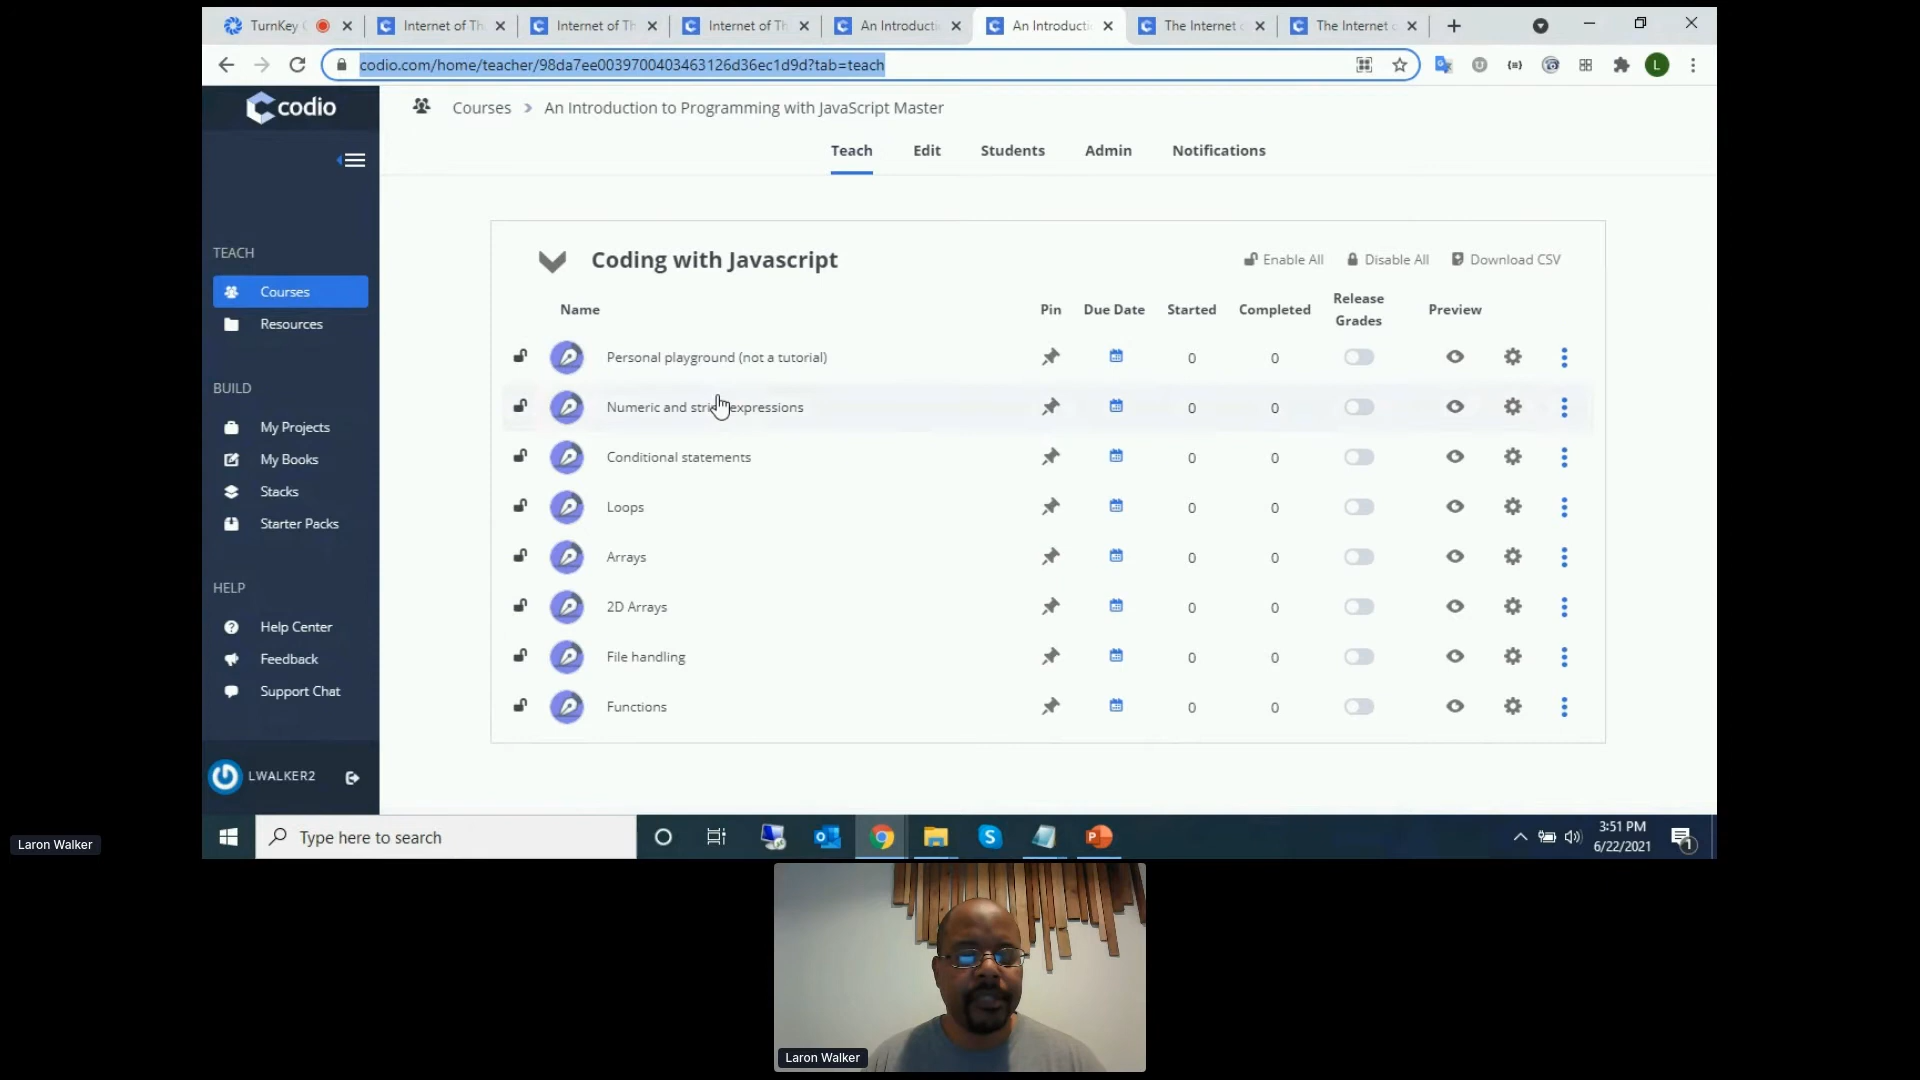 TurnKey
Internet of Th
Internet of Th
Internet of Th
An Introducti
An Introducti
The Internet
The Internet
codio.com/home/teacher/98da7ee0039700403463126d36ec1d9d?tab=teach
L
codio
Courses > An Introduction to Programming with JavaScript Master
Teach Edit Students Admin Notifications
TEACH
Courses
Resources
BUILD
My Projects
My Books
Stacks
Starter Packs
HELP
Help Center
Feedback
Support Chat
LWALKER2
Coding with Javascript
Enable All Disable All Download CSV
Name Pin Due Date Started Completed Release Grades Preview
Personal playground (not a tutorial) 0 0
Numeric and stri expressions 0 0
Conditional statements 0 0
Loops 0 0
Arrays 0 0
2D Arrays 0 0
File handling 0 0
Functions 0 0
Type here to search
3:51 PM
6/22/2021
1
Laron Walker
Laron Walker